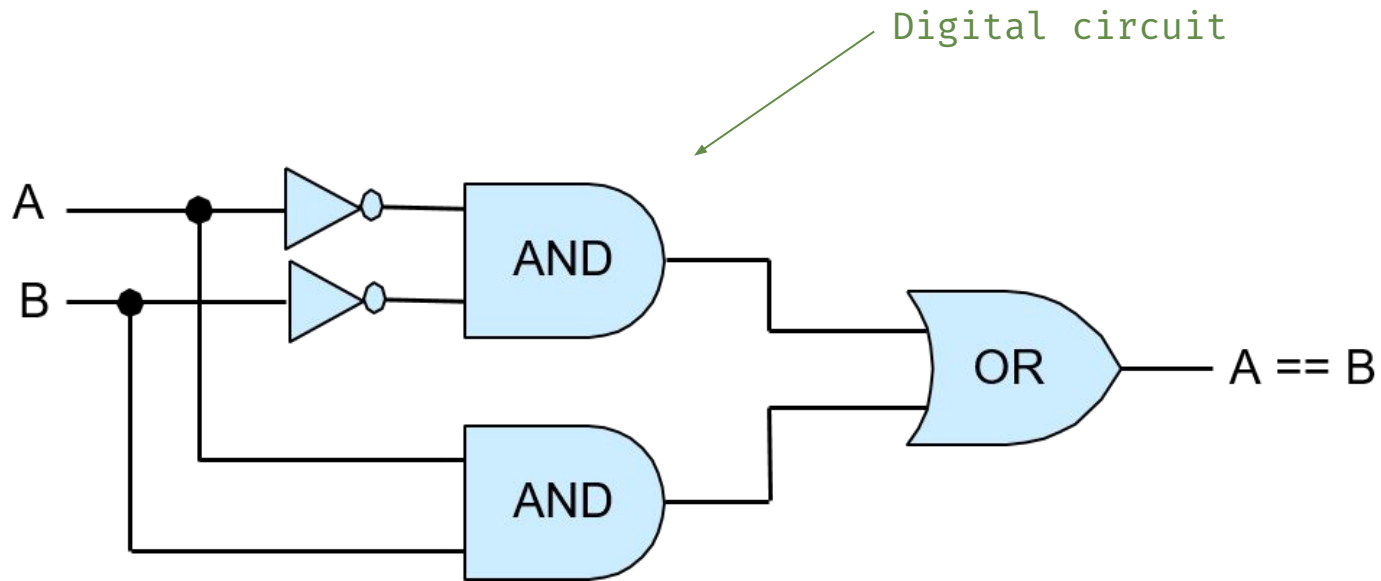 Digital circuit
A
AND
B
OR
A == B
AND